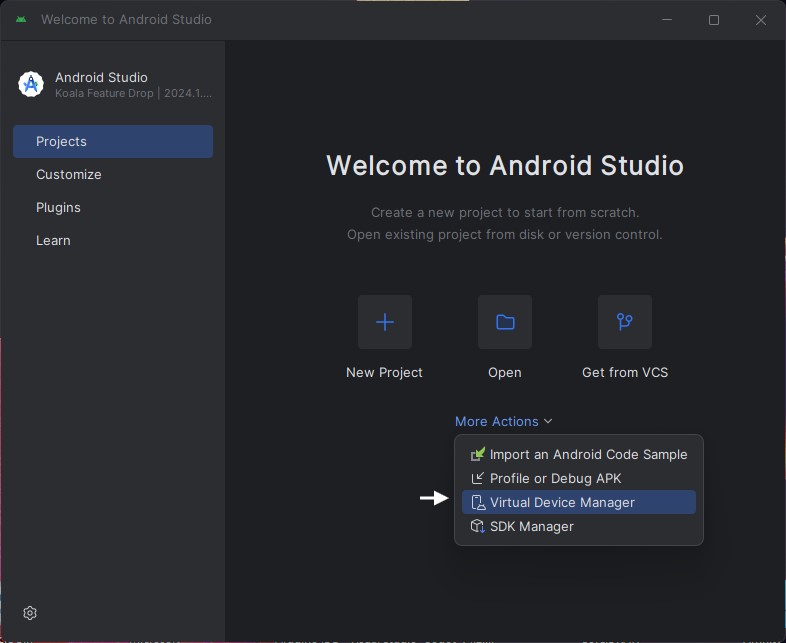 Welcome to Android Studio
Android Studio
Koala Feature Drop | 2024.1....
Projects
Customize
Plugins
Learn
Welcome to Android Studio
Create a new project to start from scratch.
Open existing project from disk or version control.
New Project
Open
Get from VCS
More Actions
Import an Android Code Sample
Profile or Debug APK
Virtual Device Manager
SDK Manager